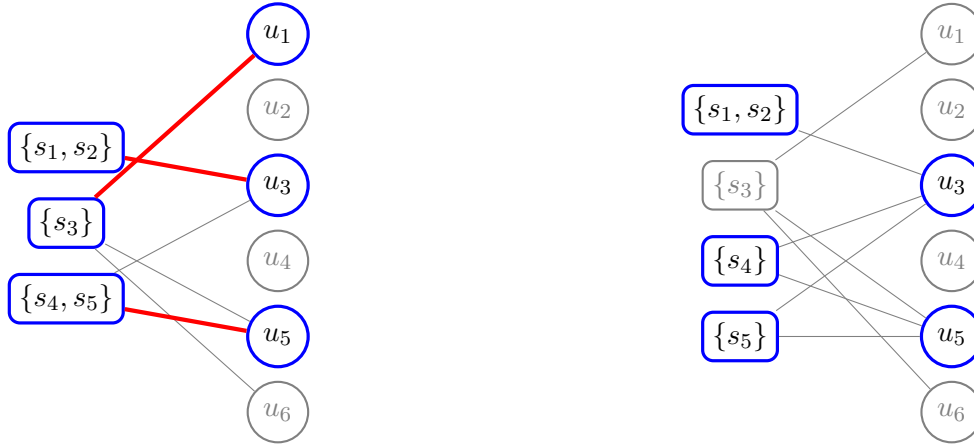 u1
u2
{s1, s2}
u3
{s3}
u4
{s4, s5}
u5
u6
u1
{s1, s2}
u2
{s3}
u3
{s4}
u4
{s5}
u5
u6